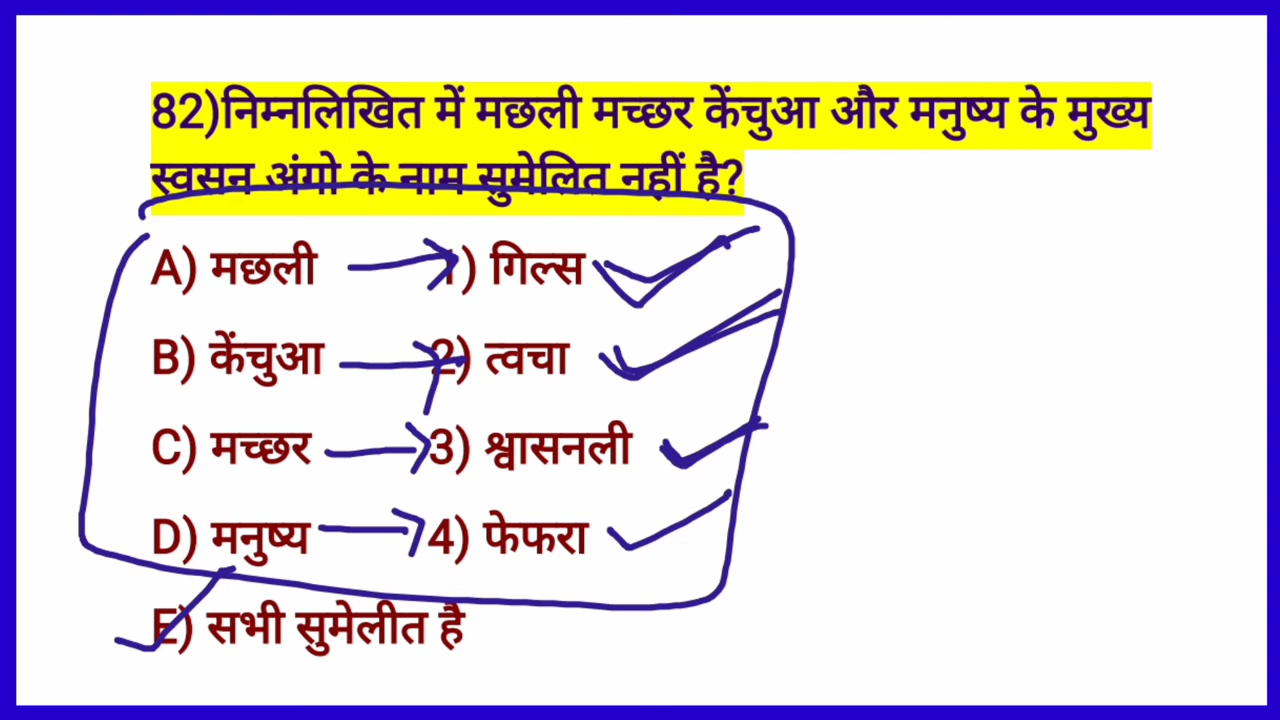 82)निम्नलिखित में मछली मच्छर केंचुआ और मनुष्य के मुख्य
स्वसन अंगो के नाम सुमेलित नहीं है?
A) मछली 1) गिल्स
B) केंचुआ 2) त्वचा
C) मच्छर 3) श्वासनली
D) मनुष्य 4) फेफरा
E) सभी सुमेलीत है